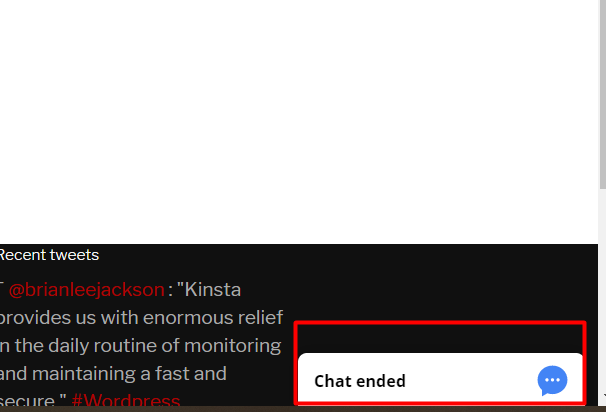 Recent tweets
@brianleejackson : "Kinsta
provides us with enormous relief
in the daily routine of monitoring
and maintaining a fast and
secure." #Wordpress
Chat ended